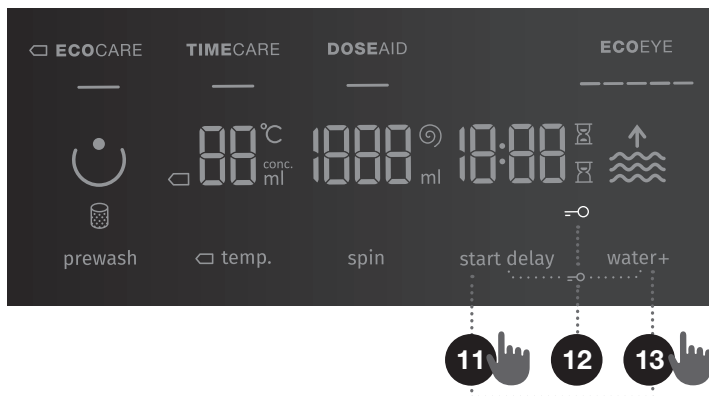 ECOCARE TIMECARE DOSEAID ECOEYE
88 °C conc. ml 1888 ml 18:88
prewash temp. spin start delay water+
11 12 13